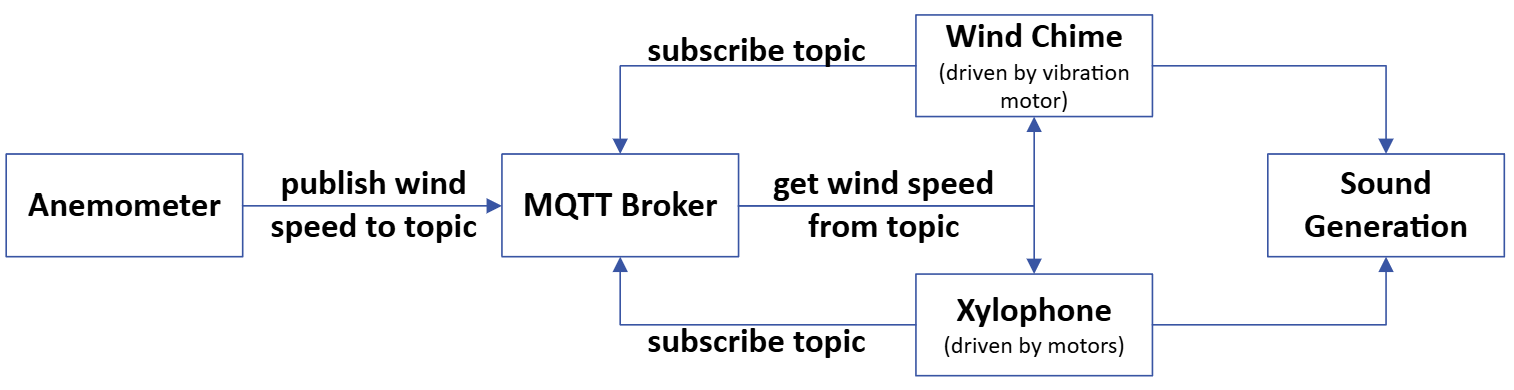 subscribe topic
Wind Chime
(driven by vibration
motor)
Anemometer
publish wind
speed to topic
MQTT Broker
get wind speed
from topic
Sound
Generation
subscribe topic
Xylophone
(driven by motors)